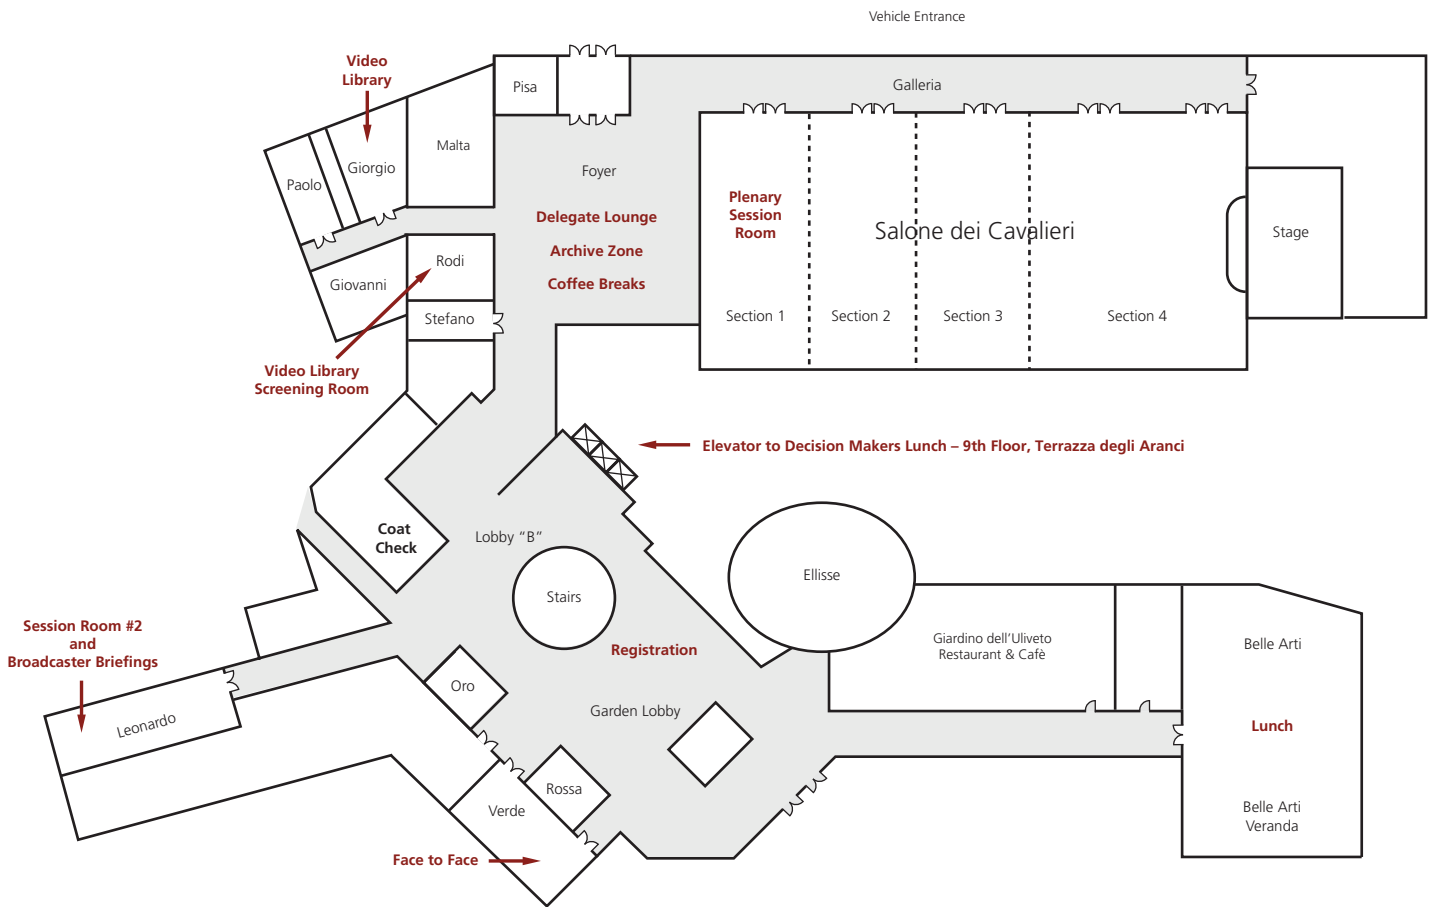 Vehicle Entrance
Video
Library
Pisa
Galleria
Malta
Giorgio
Paolo
Foyer
Delegate Lounge
Archive Zone
Coffee Breaks
Plenary
Session
Room
Salone dei Cavalieri
Stage
Rodi
Giovanni
Stefano
Section 1
Section 2
Section 3
Section 4
Video Library
Screening Room
Elevator to Decision Makers Lunch – 9th Floor, Terrazza degli Aranci
Coat
Check
Lobby “B”
Stairs
Ellisse
Registration
Giardino dell’Uliveto
Restaurant & Cafè
Belle Arti
Session Room #2
and
Broadcaster Briefings
Leonardo
Oro
Garden Lobby
Lunch
Rossa
Verde
Belle Arti
Veranda
Face to Face